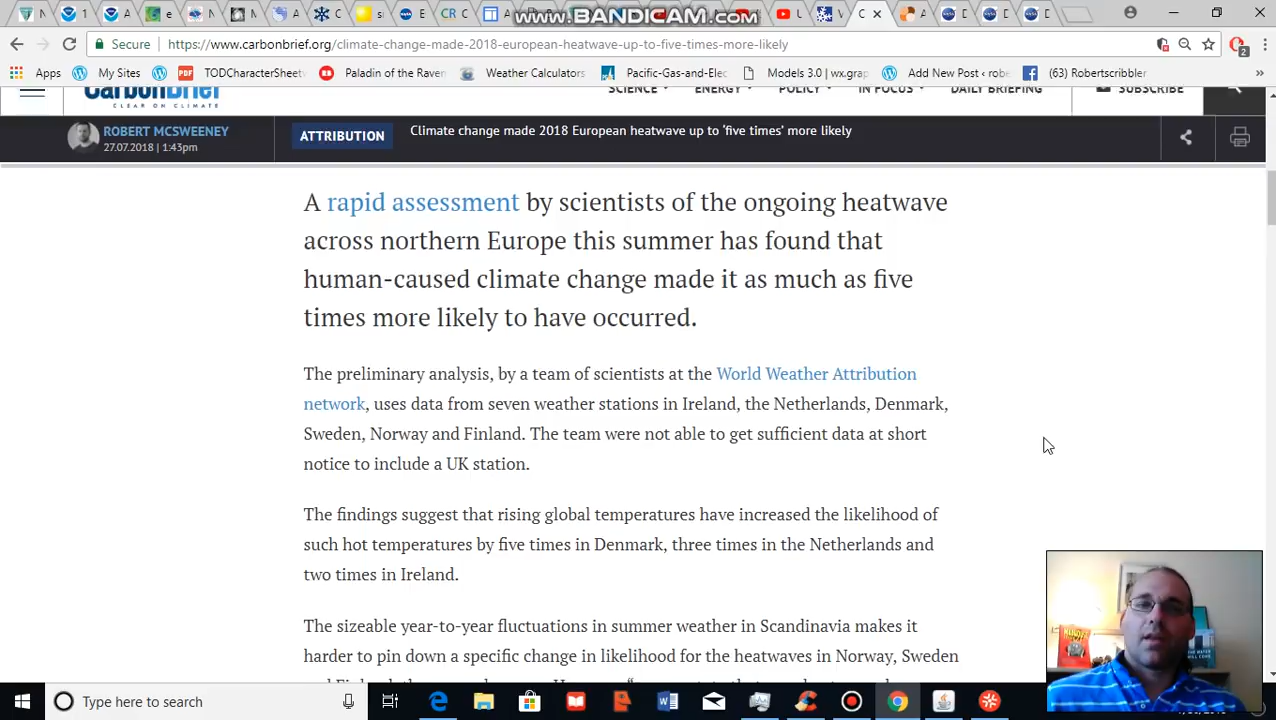 www.BANDICAM.com
Secure https://www.carbonbrief.org/climate-change-made-2018-european-heatwave-up-to-five-times-more-likely
Apps My Sites TODCharacterSheet Paladin of the Raven Weather Calculators Pacific-Gas-and-Elec Models 3.0 | wx.grap Add New Post ‹ robe (63) Robertscribbler
CarbonBrief
CLEAR ON CLIMATE
SCIENCE ENERGY POLICY IN FOCUS DAILY BRIEFING SUBSCRIBE
ROBERT MCSWEENEY
27.07.2018 | 1:43pm
ATTRIBUTION
Climate change made 2018 European heatwave up to 'five times' more likely
A rapid assessment by scientists of the ongoing heatwave
across northern Europe this summer has found that
human-caused climate change made it as much as five
times more likely to have occurred.
The preliminary analysis, by a team of scientists at the World Weather Attribution
network, uses data from seven weather stations in Ireland, the Netherlands, Denmark,
Sweden, Norway and Finland. The team were not able to get sufficient data at short
notice to include a UK station.
The findings suggest that rising global temperatures have increased the likelihood of
such hot temperatures by five times in Denmark, three times in the Netherlands and
two times in Ireland.
The sizeable year-to-year fluctuations in summer weather in Scandinavia makes it
harder to pin down a specific change in likelihood for the heatwaves in Norway, Sweden
Type here to search